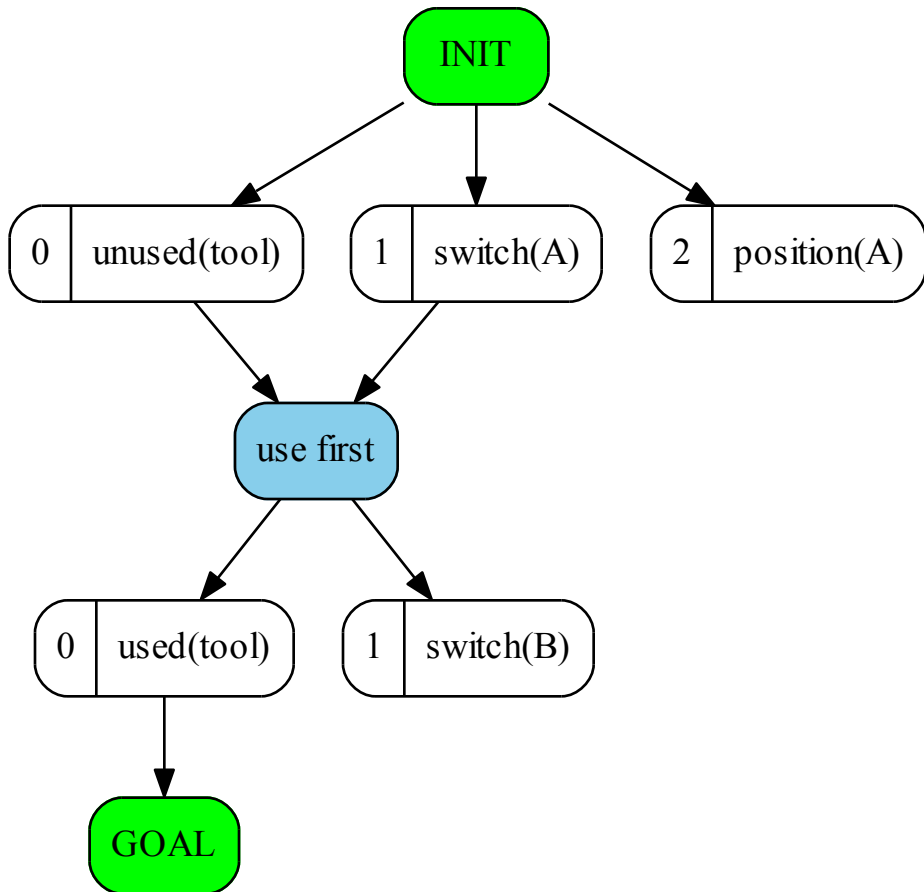 INIT
0 unused(tool)
1 switch(A)
2 position(A)
use first
0 used(tool)
1 switch(B)
GOAL